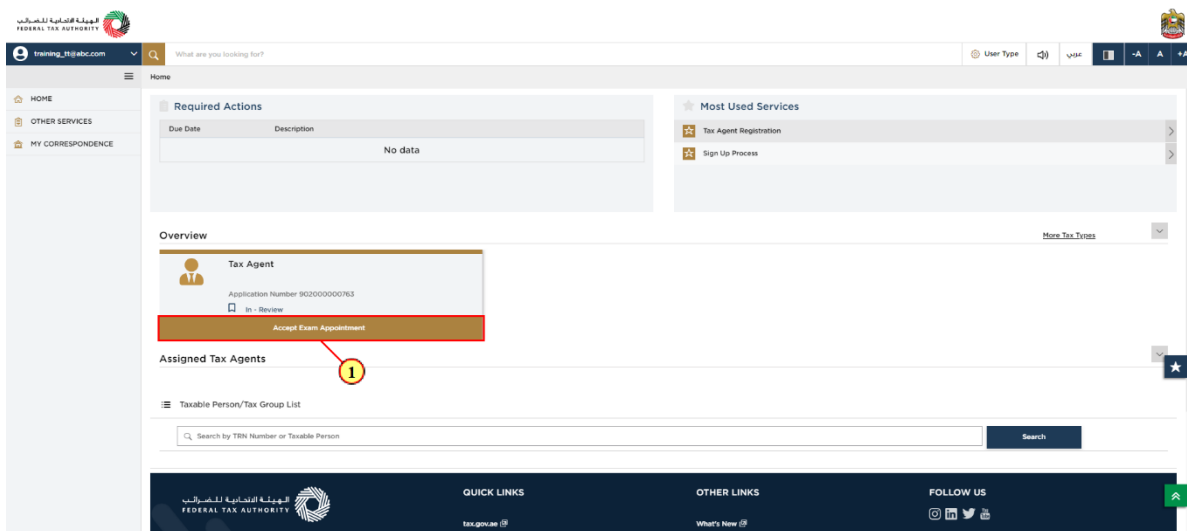 الهيئة الاتحادية للضرائب
FEDERAL TAX AUTHORITY
training_tt@abc.com
What are you looking for?
User Type
عربي
-A A +A
Home
HOME
OTHER SERVICES
MY CORRESPONDENCE
Required Actions
Due Date Description
No data
Most Used Services
Tax Agent Registration
Sign Up Process
Overview
More Tax Types
Tax Agent
Application Number 902000000763
In - Review
Accept Exam Appointment
1
Assigned Tax Agents
Taxable Person/Tax Group List
Search by TRN Number or Taxable Person
Search
الهيئة الاتحادية للضرائب
FEDERAL TAX AUTHORITY
QUICK LINKS
tax.gov.ae
OTHER LINKS
What's New
FOLLOW US